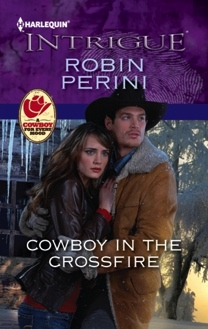 HARLEQUIN
INTRIGUE
ROBIN
PERINI
A
COWBOY
FOR EVERY
MOOD
COWBOY IN THE
CROSSFIRE